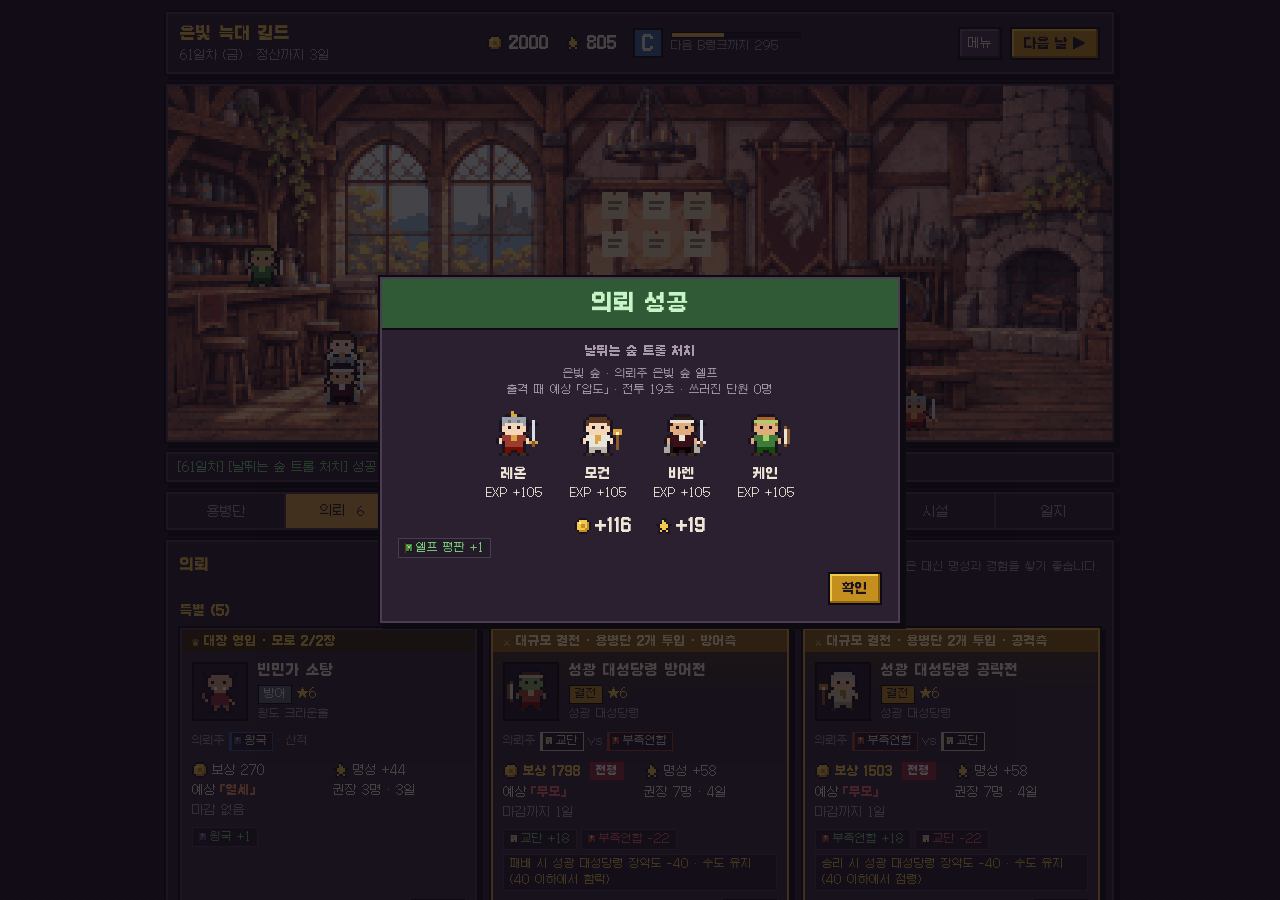 은빛 늑대 길드
61일차 (금) · 정산까지 3일
2000 805 C 다음 B랭크까지 295
메뉴 다음 날 ▶
의뢰 성공
날뛰는 숲 트롤 처치
은빛 숲 · 의뢰주 은빛 숲 엘프
출격 때 예상 「압도」 · 전투 19초 · 쓰러진 단원 0명
레온 모건 바렌 케인
EXP +105 EXP +105 EXP +105 EXP +105
+116 +19
엘프 평판 +1
확인
[61일차] [날뛰는 숲 트롤 처치] 성공
용병단 의뢰 6 시설 일지
의뢰
은 대신 명성과 경험을 쌓기 좋습니다.
특별 (5)
대장 영입 · 모로 2/2장
빈민가 소탕
방어 ★6
왕도 크라운홀
의뢰주 왕국 · 산적
보상 270 명성 +44
예상 「열세」 권장 3명 · 3일
마감 없음
왕국 +1
대규모 결전 · 용병단 2개 투입 · 방어측
성광 대성당령 방어전
결전 ★6
성광 대성당령
의뢰주 교단 vs 부족연합
보상 1798 전쟁 명성 +58
예상 「무모」 권장 7명 · 4일
마감까지 1일
교단 +18 부족연합 -22
패배 시 성광 대성당령 장악도 -40 · 수도 유지
(40 이하에서 함락)
대규모 결전 · 용병단 2개 투입 · 공격측
성광 대성당령 공략전
결전 ★6
성광 대성당령
의뢰주 부족연합 vs 교단
보상 1503 전쟁 명성 +58
예상 「무모」 권장 7명 · 4일
마감까지 1일
부족연합 +18 교단 -22
승리 시 성광 대성당령 장악도 -40 · 수도 유지
(40 이하에서 점령)